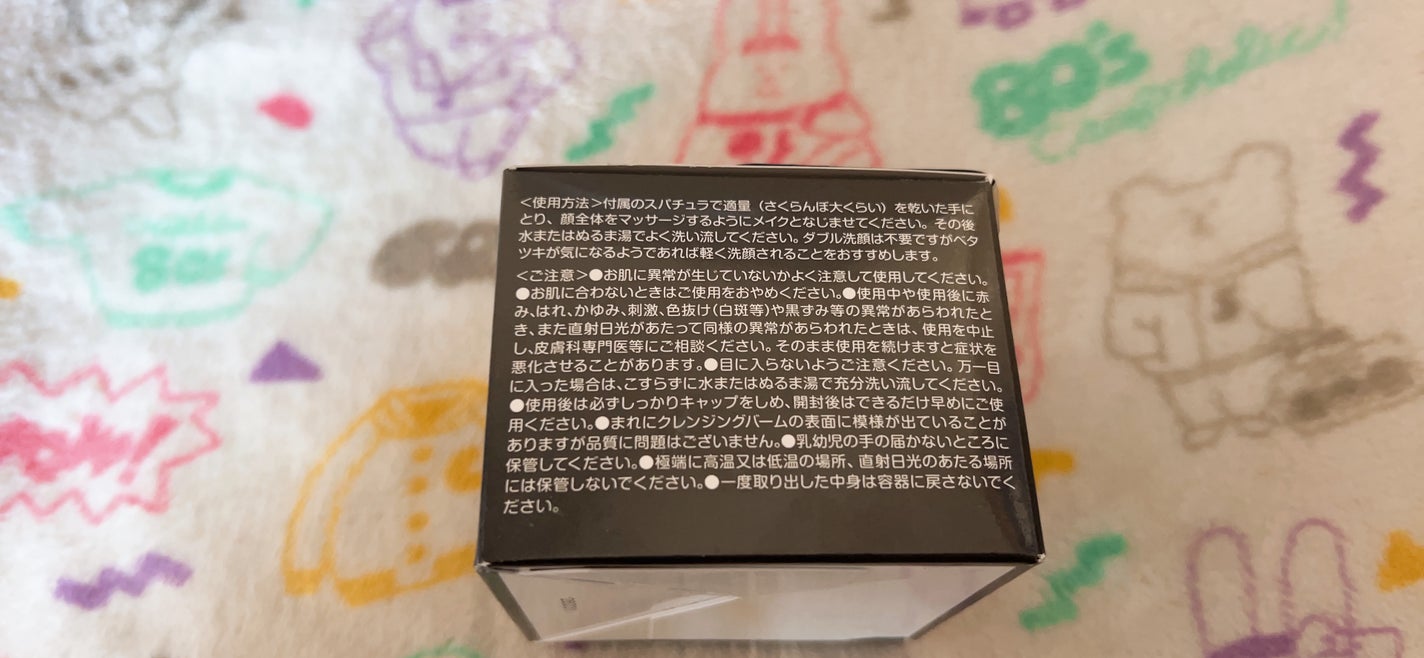 80's
<使用方法>付属のスパチュラで適量（さくらんぼ大くらい）を乾いた手に
とり、顔全体をマッサージするようにメイクとなじませてください。その後
水またはぬるま湯でよく洗い流してください。ダブル洗顔は不要ですがベタ
ツキが気になるようであれば軽く洗顔されることをおすすめします。
<ご注意>●お肌に異常が生じていないかよく注意して使用してください。
●お肌に合わないときはご使用をおやめください。●使用中や使用後に赤
み、はれ、かゆみ、刺激、色抜け(白斑等)や黒ずみ等の異常があらわれたと
き、また直射日光があたって同様の異常があらわれたときは、使用を中止
し、皮膚科専門医等にご相談ください。そのまま使用を続けますと症状を
悪化させることがあります。●目に入らないようご注意ください。万一目
に入った場合は、こすらずに水またはぬるま湯で充分洗い流してください。
●使用後は必ずしっかりキャップをしめ、開封後はできるだけ早めにご使
用ください。●まれにクレンジングバームの表面に模様が出ていることが
ありますが品質に問題はございません。●乳幼児の手の届かないところに
保管してください。●極端に高温又は低温の場所、直射日光のあたる場所
には保管しないでください。●一度取り出した中身は容器に戻さないでく
ださい。